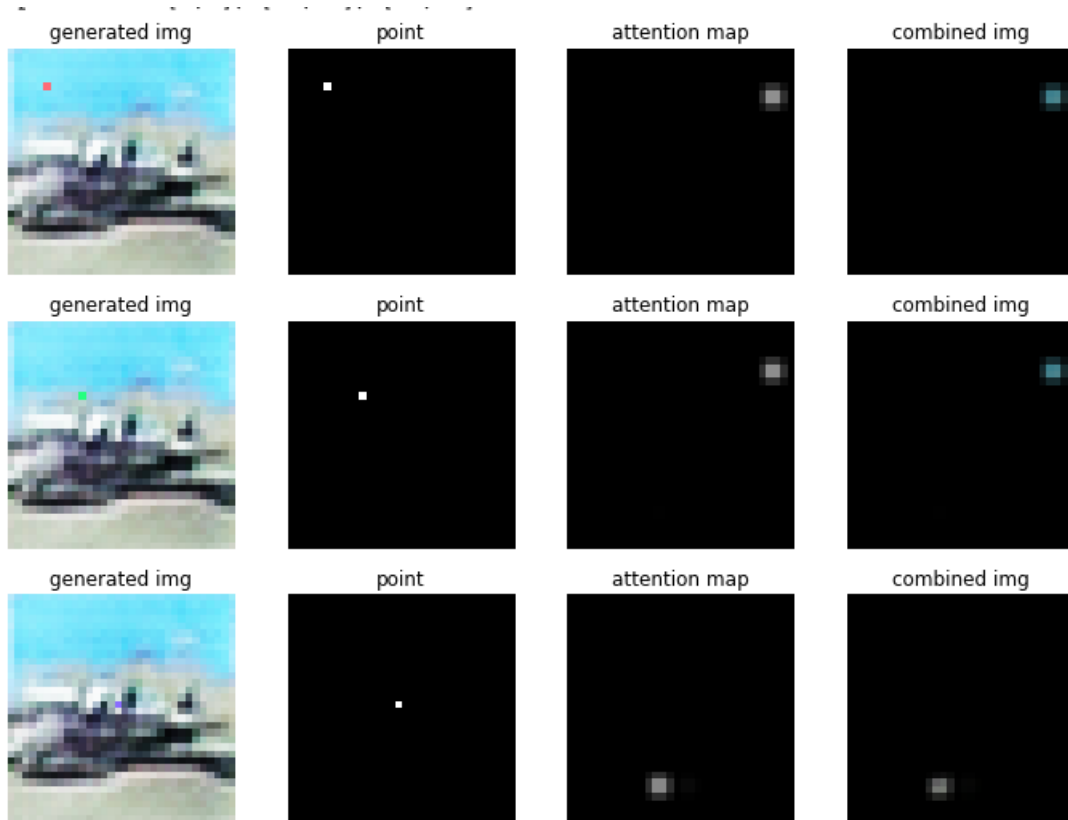 generated img point attention map combined img
generated img point attention map combined img
generated img point attention map combined img